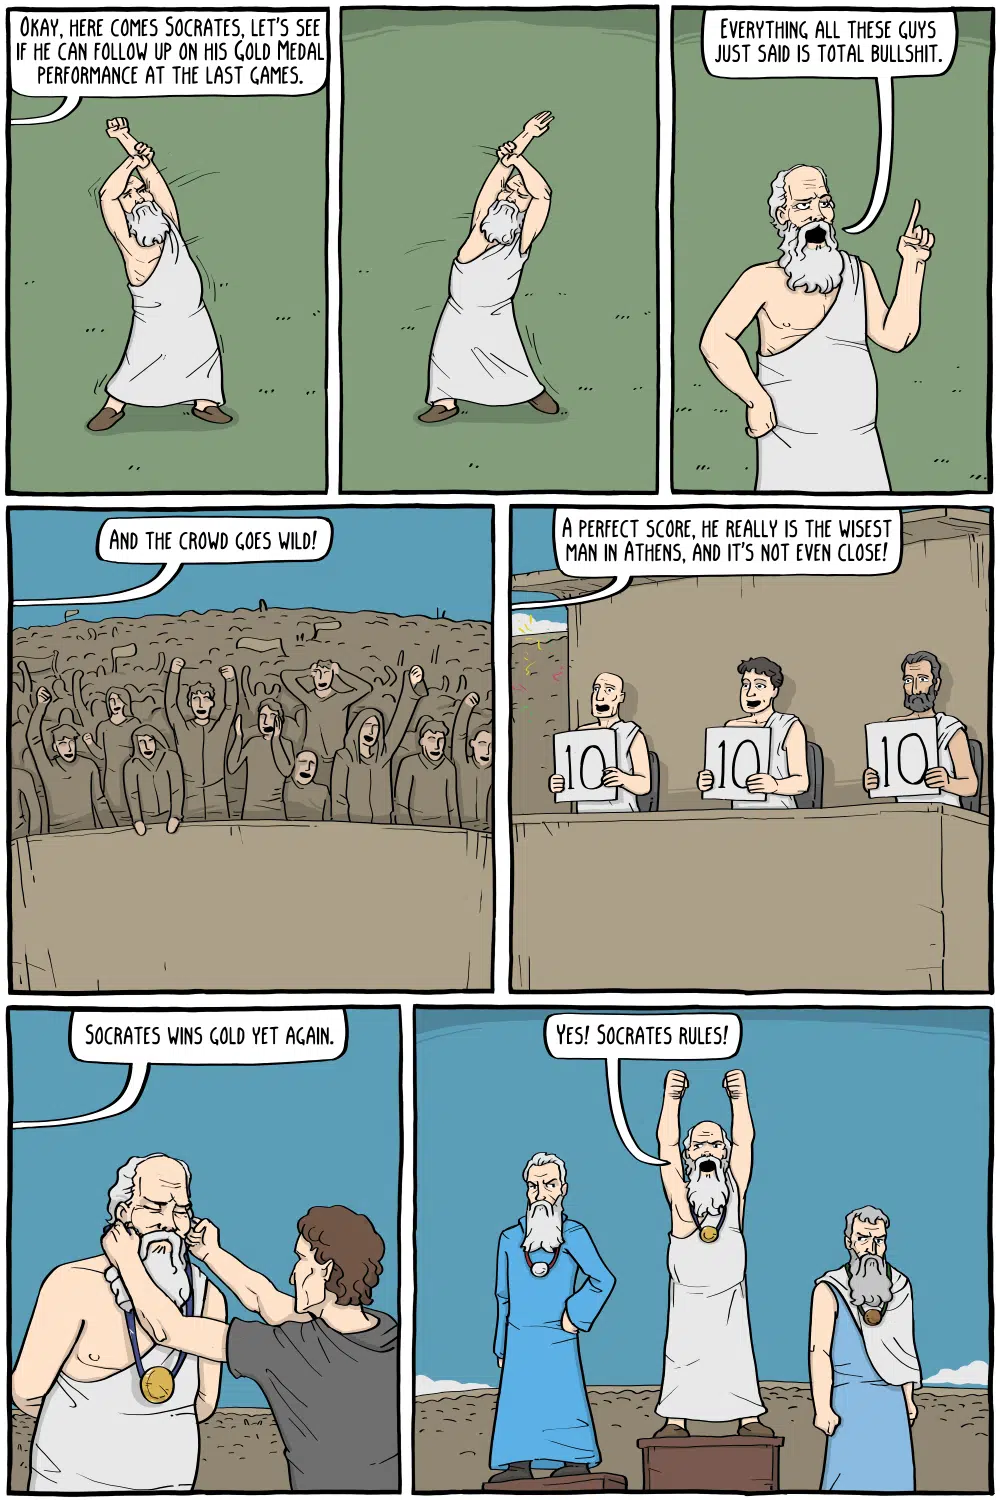 Okay, here comes Socrates, let's see
if he can follow up on his Gold Medal
performance at the last games.
Everything all these guys
just said is total bullshit.
And the crowd goes wild!
A perfect score, he really is the wisest
man in Athens, and it's not even close!
10
10
10
Socrates wins gold yet again.
Yes! Socrates rules!